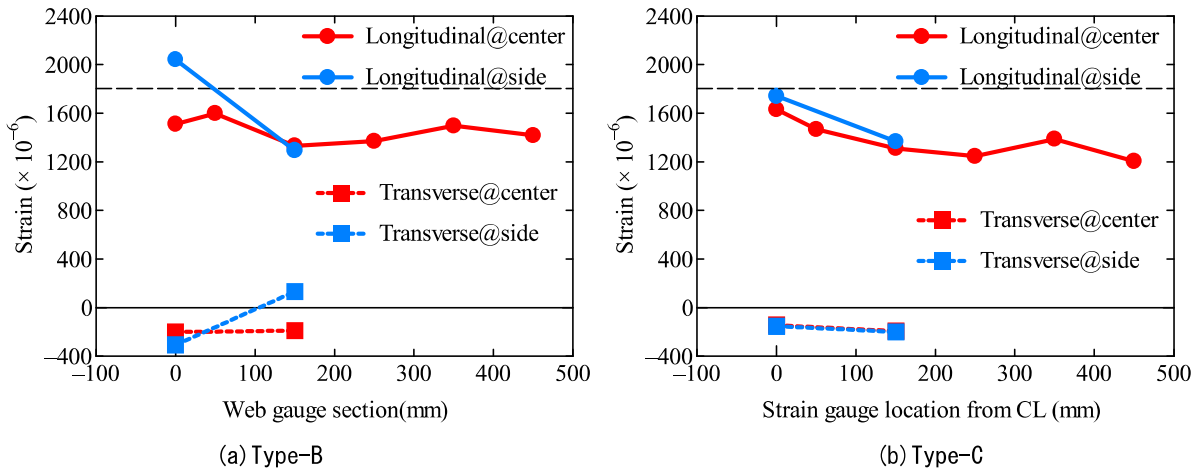 2400
2000
1600
1200
800
400
0
–400
–100
0
100
200
300
400
500
Strain (× 10⁻⁶)
Web gauge section(mm)
Longitudinal@center
Longitudinal@side
Transverse@center
Transverse@side
(a) Type-B
2400
2000
1600
1200
800
400
0
–400
–100
0
100
200
300
400
500
Strain (× 10⁻⁶)
Strain gauge location from CL (mm)
Longitudinal@center
Longitudinal@side
Transverse@center
Transverse@side
(b) Type-C